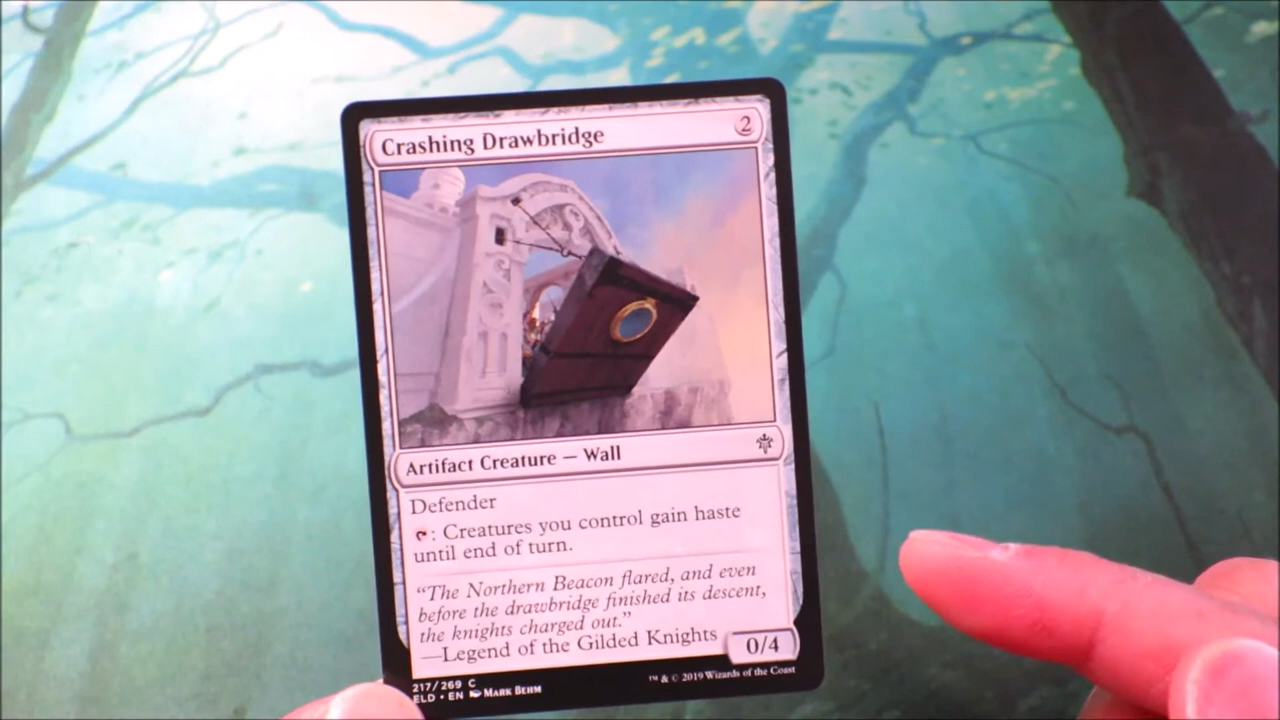 Crashing Drawbridge 2
Artifact Creature — Wall
Defender
: Creatures you control gain haste
until end of turn.
“The Northern Beacon flared, and even
before the drawbridge finished its descent,
the knights charged out.”
—Legend of the Gilded Knights
0/4
217/269 C
ELD • EN Mark Behm
™ & © 2019 Wizards of the Coast